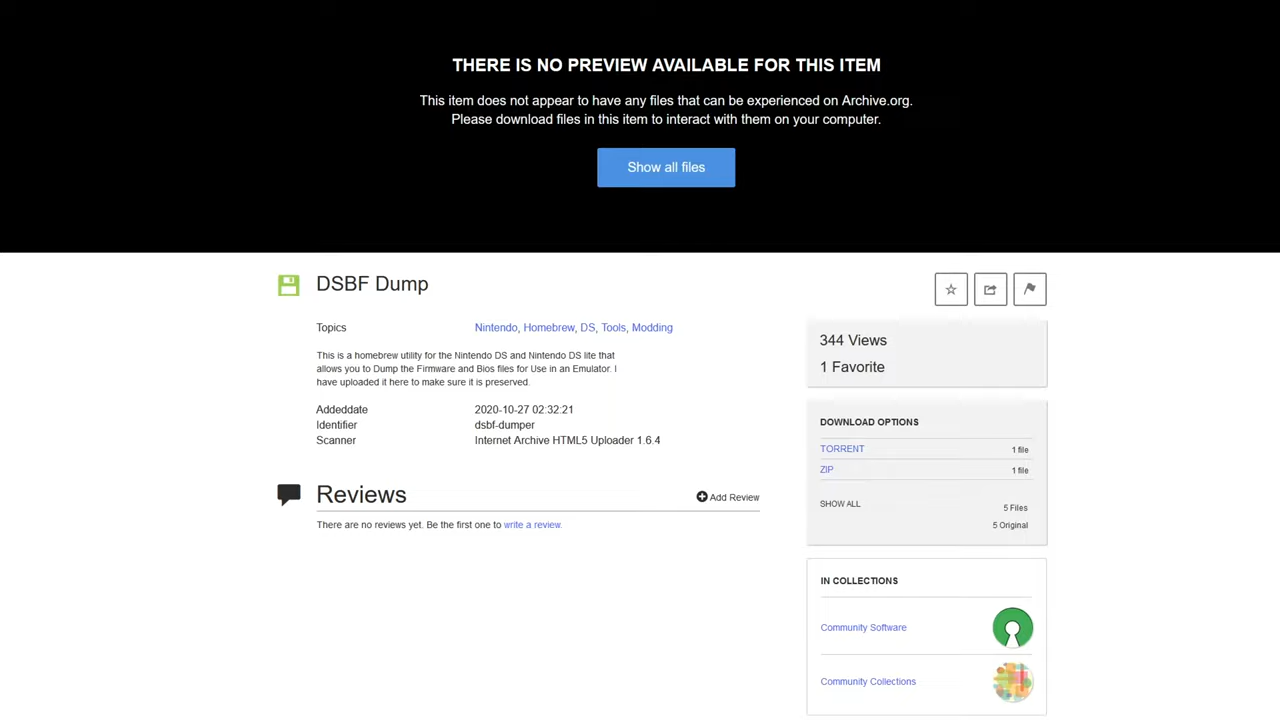 THERE IS NO PREVIEW AVAILABLE FOR THIS ITEM
This item does not appear to have any files that can be experienced on Archive.org.
Please download files in this item to interact with them on your computer.
Show all files
DSBF Dump
Topics Nintendo, Homebrew, DS, Tools, Modding
This is a homebrew utility for the Nintendo DS and Nintendo DS lite that
allows you to Dump the Firmware and Bios files for Use in an Emulator. I
have uploaded it here to make sure it is preserved.
Addeddate 2020-10-27 02:32:21
Identifier dsbf-dumper
Scanner Internet Archive HTML5 Uploader 1.6.4
Reviews
Add Review
There are no reviews yet. Be the first one to write a review.
344 Views
1 Favorite
DOWNLOAD OPTIONS
TORRENT 1 file
ZIP 1 file
SHOW ALL 5 Files
5 Original
IN COLLECTIONS
Community Software
Community Collections